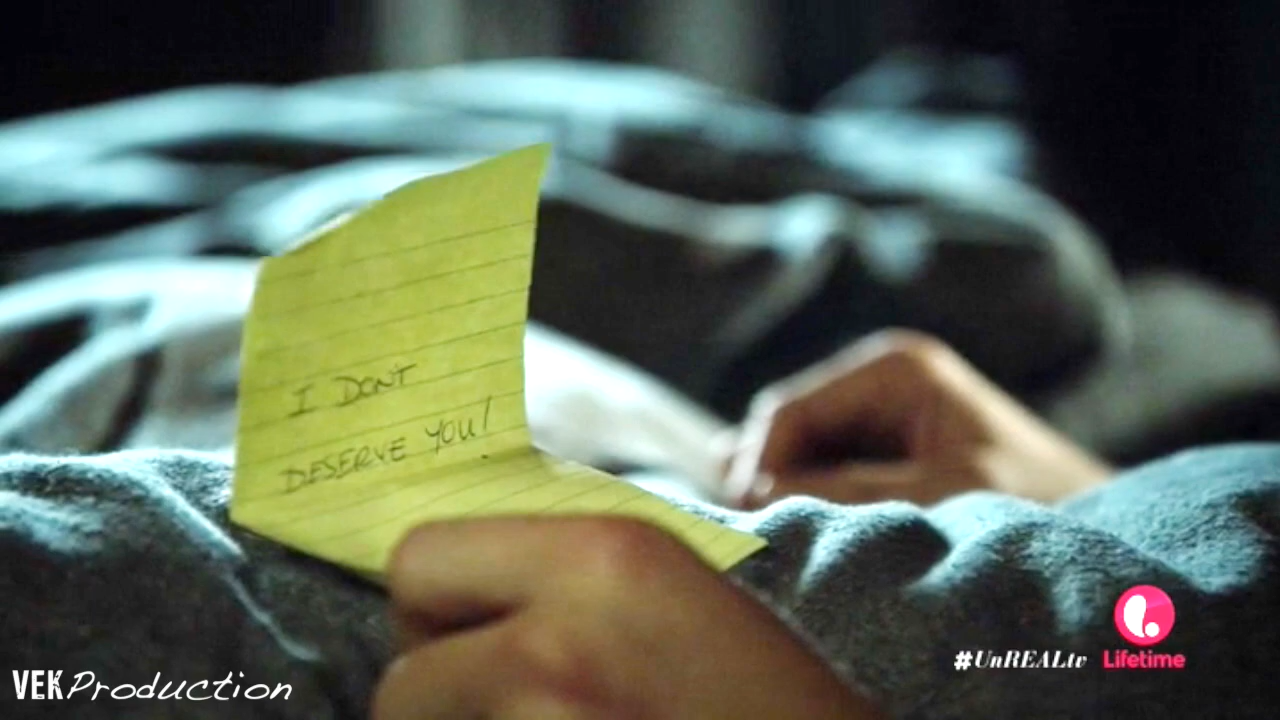 I DONT
DESERVE YOU!
#UnREALtv
Lifetime
VEKProduction